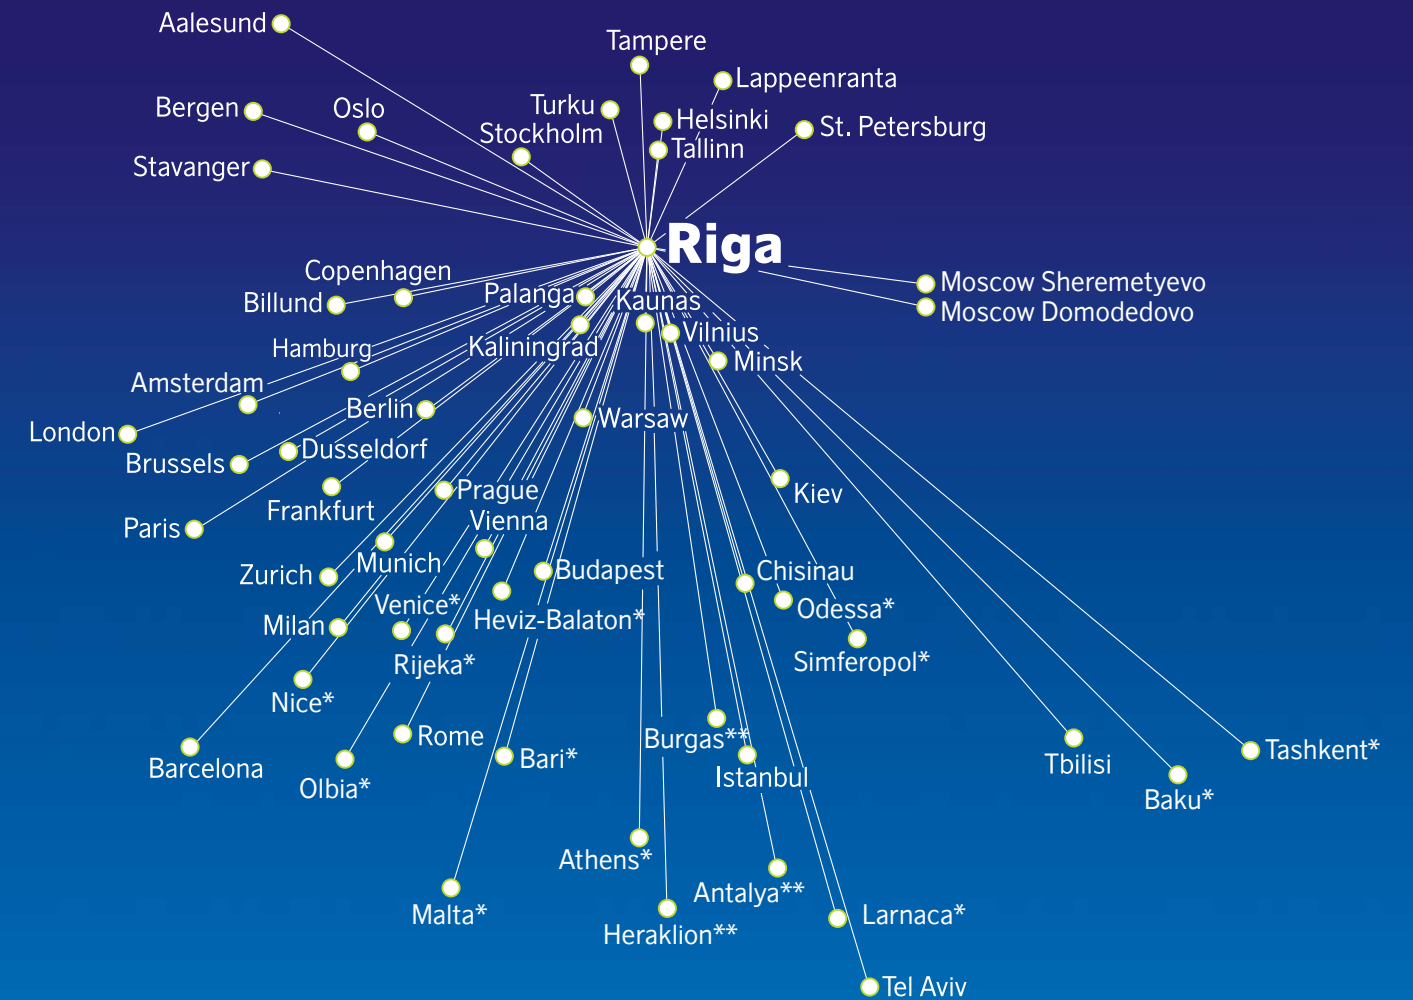 Aalesund
Tampere
Lappeenranta
Bergen
Oslo
Turku
Helsinki
St. Petersburg
Stockholm
Tallinn
Stavanger
Riga
Copenhagen
Moscow Sheremetyevo
Billund
Palanga
Kaunas
Moscow Domodedovo
Vilnius
Hamburg
Kaliningrad
Minsk
Amsterdam
Berlin
Warsaw
London
Dusseldorf
Brussels
Prague
Kiev
Frankfurt
Vienna
Paris
Munich
Budapest
Chisinau
Zurich
Venice*
Heviz-Balaton*
Odessa*
Milan
Rijeka*
Simferopol*
Nice*
Rome
Burgas**
Tashkent*
Barcelona
Bari*
Istanbul
Tbilisi
Olbia*
Baku*
Athens*
Antalya**
Malta*
Larnaca*
Heraklion**
Tel Aviv